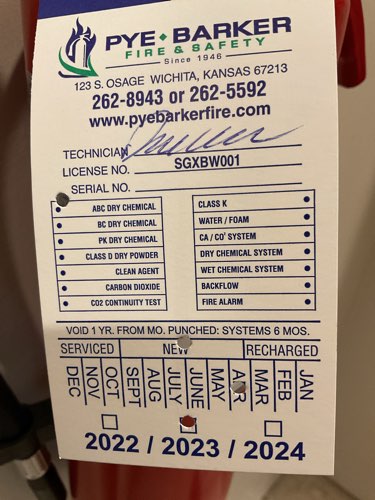 PYE•BARKER
FIRE & SAFETY
Since 1946
123 S. OSAGE WICHITA, KANSAS 67213
262-8943 or 262-5592
www.pyebarkerfire.com
TECHNICIAN
LICENSE NO. SGXBW001
SERIAL NO.
ABC DRY CHEMICAL
BC DRY CHEMICAL
PK DRY CHEMICAL
CLASS D DRY POWDER
CLEAN AGENT
CARBON DIOXIDE
CO2 CONTINUITY TEST
CLASS K
WATER / FOAM
CA / CO² SYSTEM
DRY CHEMICAL SYSTEM
WET CHEMICAL SYSTEM
BACKFLOW
FIRE ALARM
VOID 1 YR. FROM MO. PUNCHED: SYSTEMS 6 MOS.
SERVICED NEW RECHARGED
DEC NOV OCT SEPT AUG JULY JUNE MAY APR MAR FEB JAN
2022 / 2023 / 2024